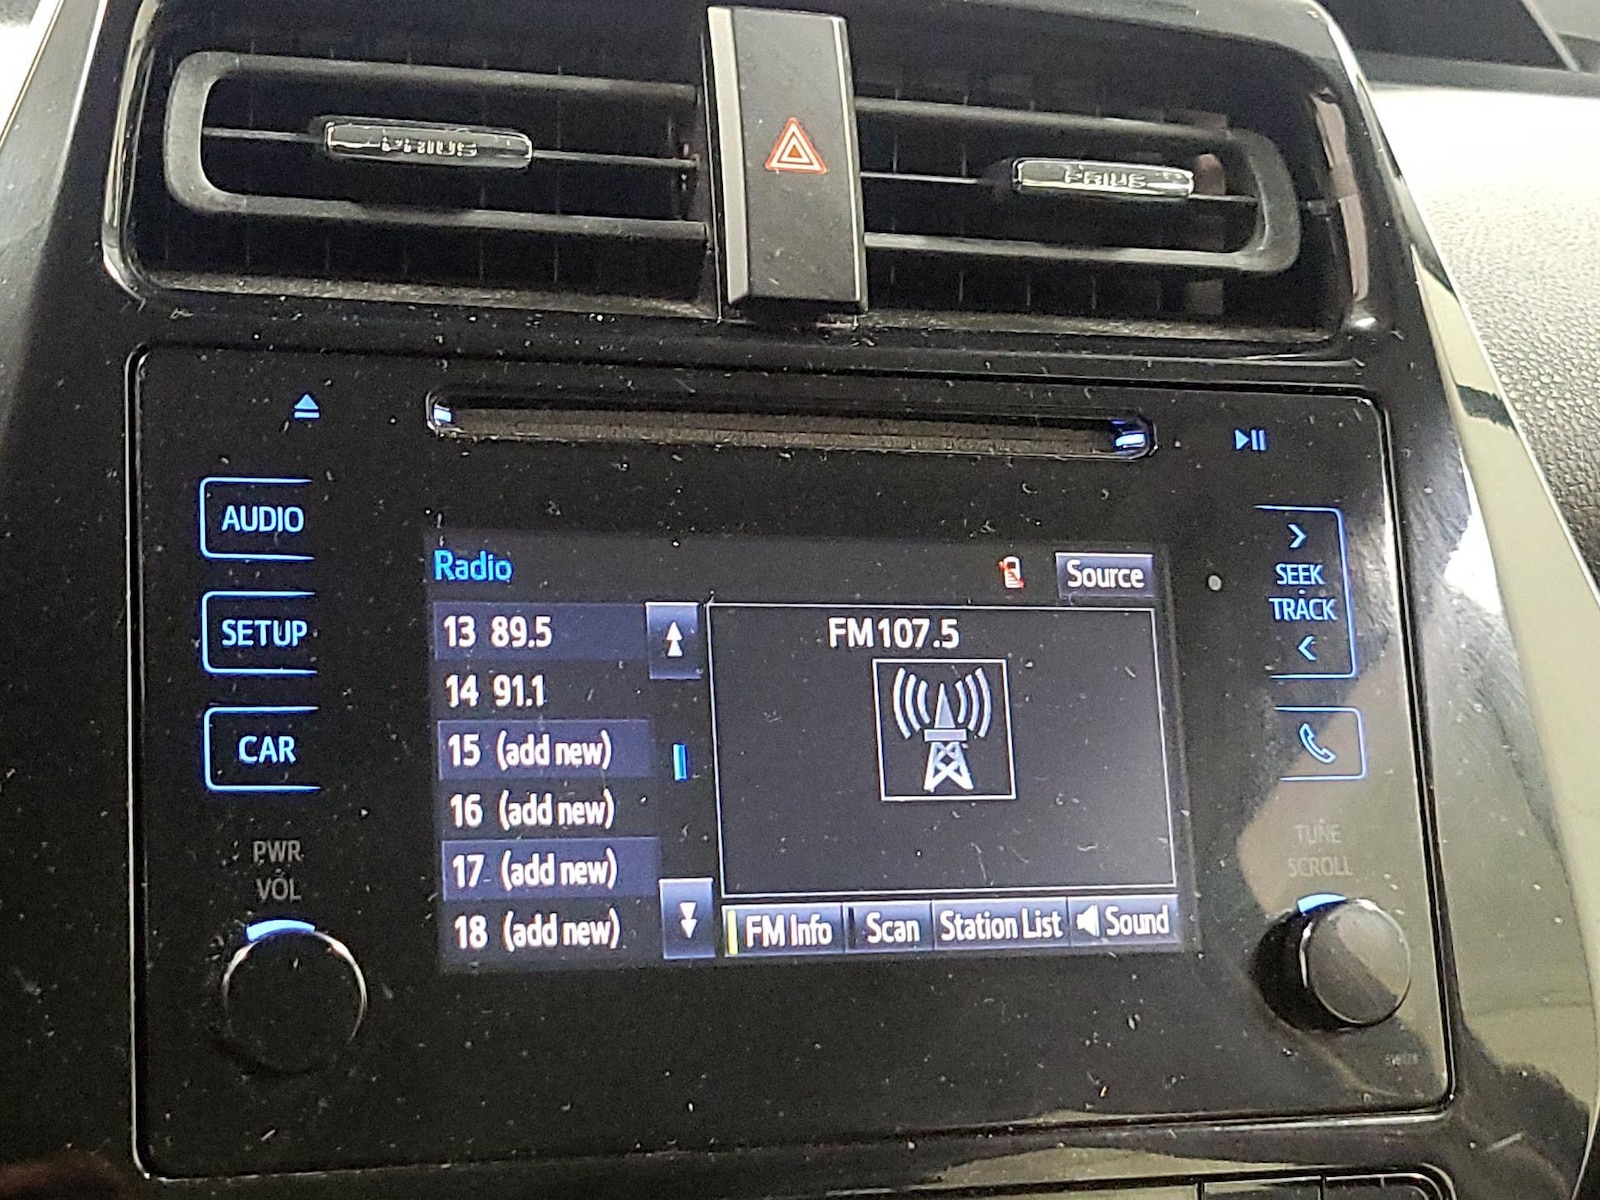 PRIUS
PRIUS
AUDIO
SETUP
CAR
PWR
VOL
Radio
Source
13 89.5
14 91.1
15 (add new)
16 (add new)
17 (add new)
18 (add new)
FM 107.5
FM Info
Scan
Station List
Sound
SEEK
TRACK
TUNE
SCROLL